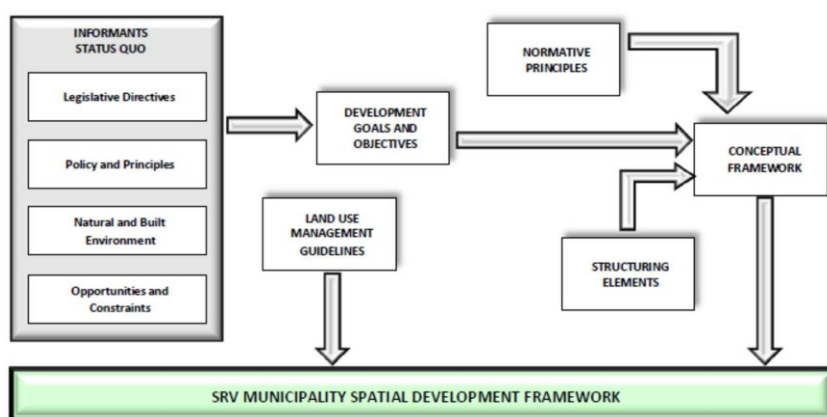 INFORMANTS
STATUS QUO
Legislative Directives
Policy and Principles
Natural and Built
Environment
Opportunities and
Constraints
DEVELOPMENT
GOALS AND
OBJECTIVES
LAND USE
MANAGEMENT
GUIDELINES
NORMATIVE
PRINCIPLES
STRUCTURING
ELEMENTS
CONCEPTUAL
FRAMEWORK
SRV MUNICIPALITY SPATIAL DEVELOPMENT FRAMEWORK